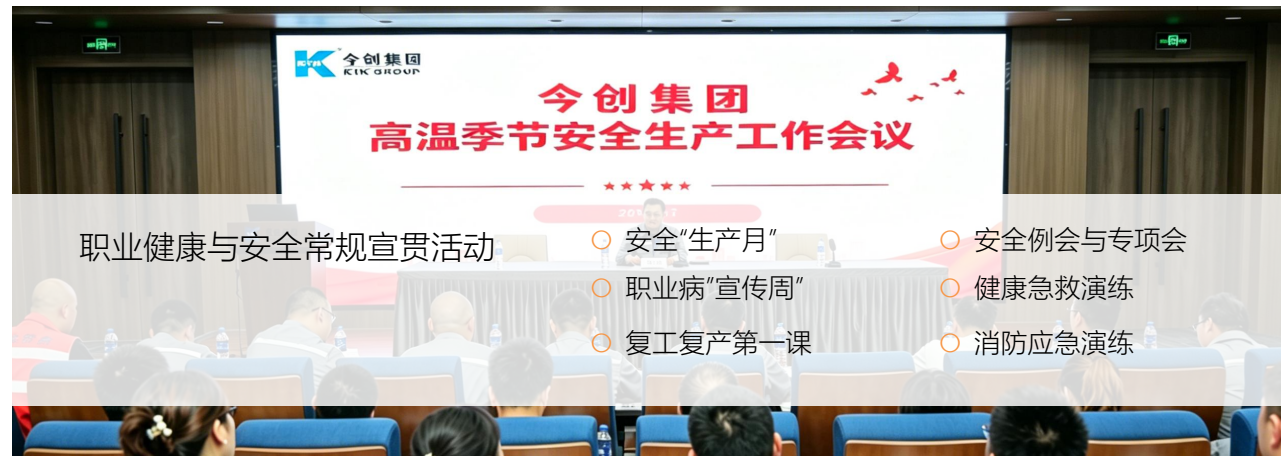 今创集团
KTK GROUP
今创集团
高温季节安全生产工作会议
职业健康与安全常规宣贯活动
安全“生产月”
职业病“宣传周”
复工复产第一课
安全例会与专项会
健康急救演练
消防应急演练